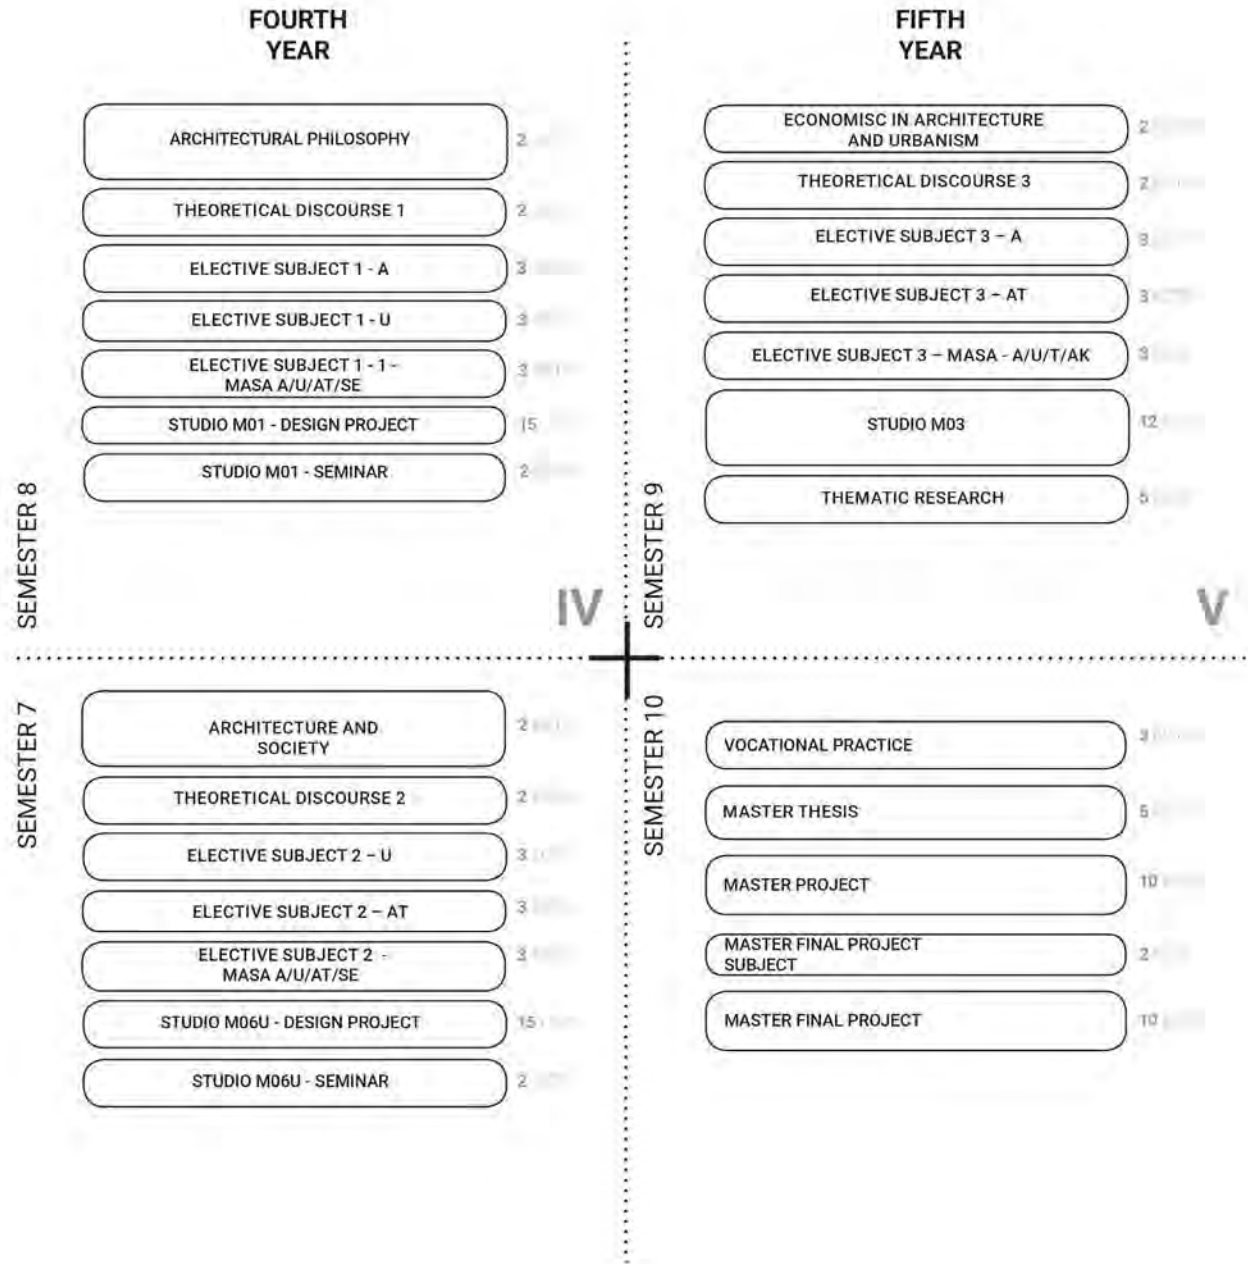 FOURTH
YEAR
ARCHITECTURAL PHILOSOPHY
2
THEORETICAL DISCOURSE 1
2
ELECTIVE SUBJECT 1 - A
3
ELECTIVE SUBJECT 1 - U
3
ELECTIVE SUBJECT 1 - 1 -
MASA A/U/AT/SE
3
STUDIO M01 - DESIGN PROJECT
15
STUDIO M01 - SEMINAR
2
SEMESTER 8
IV
FIFTH
YEAR
ECONOMISC IN ARCHITECTURE
AND URBANISM
2
THEORETICAL DISCOURSE 3
2
ELECTIVE SUBJECT 3 – A
3
ELECTIVE SUBJECT 3 – AT
3
ELECTIVE SUBJECT 3 – MASA - A/U/T/AK
3
STUDIO M03
12
THEMATIC RESEARCH
5
SEMESTER 9
V
SEMESTER 7
ARCHITECTURE AND
SOCIETY
2
THEORETICAL DISCOURSE 2
2
ELECTIVE SUBJECT 2 – U
3
ELECTIVE SUBJECT 2 – AT
3
ELECTIVE SUBJECT 2 -
MASA A/U/AT/SE
3
STUDIO M06U - DESIGN PROJECT
15
STUDIO M06U - SEMINAR
2
SEMESTER 10
VOCATIONAL PRACTICE
3
MASTER THESIS
5
MASTER PROJECT
10
MASTER FINAL PROJECT
SUBJECT
2
MASTER FINAL PROJECT
10